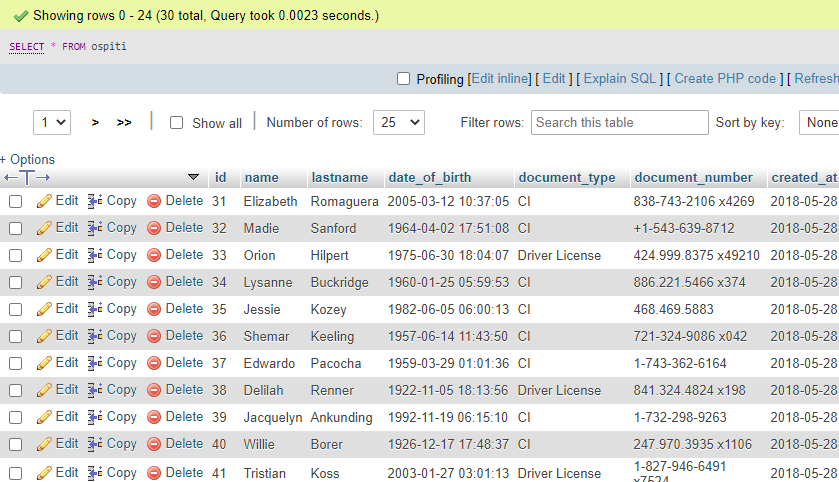 Showing rows 0 - 24 (30 total, Query took 0.0023 seconds.)
SELECT * FROM ospiti
Profiling [Edit inline] [ Edit ] [ Explain SQL ] [ Create PHP code ] [ Refresh
1 > >> Show all Number of rows: 25 Filter rows: Search this table Sort by key: None
+ Options
←T→ id name lastname date_of_birth document_type document_number created_at
Edit Copy Delete 31 Elizabeth Romaguera 2005-03-12 10:37:05 CI 838-743-2106 x4269 2018-05-28
Edit Copy Delete 32 Madie Sanford 1964-04-02 17:51:08 CI +1-543-639-8712 2018-05-28
Edit Copy Delete 33 Orion Hilpert 1975-06-30 18:04:07 Driver License 424.999.8375 x49210 2018-05-28
Edit Copy Delete 34 Lysanne Buckridge 1960-01-25 05:59:53 CI 886.221.5466 x374 2018-05-28
Edit Copy Delete 35 Jessie Kozey 1982-06-05 06:00:13 CI 468.469.5883 2018-05-28
Edit Copy Delete 36 Shemar Keeling 1957-06-14 11:43:50 CI 721-324-9086 x042 2018-05-28
Edit Copy Delete 37 Edwardo Pacocha 1959-03-29 01:01:36 CI 1-743-362-6164 2018-05-28
Edit Copy Delete 38 Delilah Renner 1922-11-05 18:13:56 Driver License 841.324.4824 x198 2018-05-28
Edit Copy Delete 39 Jacquelyn Ankunding 1992-11-19 06:15:10 CI 1-732-298-9263 2018-05-28
Edit Copy Delete 40 Willie Borer 1926-12-17 17:48:37 CI 247.970.3935 x1106 2018-05-28
Edit Copy Delete 41 Tristian Koss 2003-01-27 03:01:13 Driver License 1-827-946-6491 2018-05-28
x7524